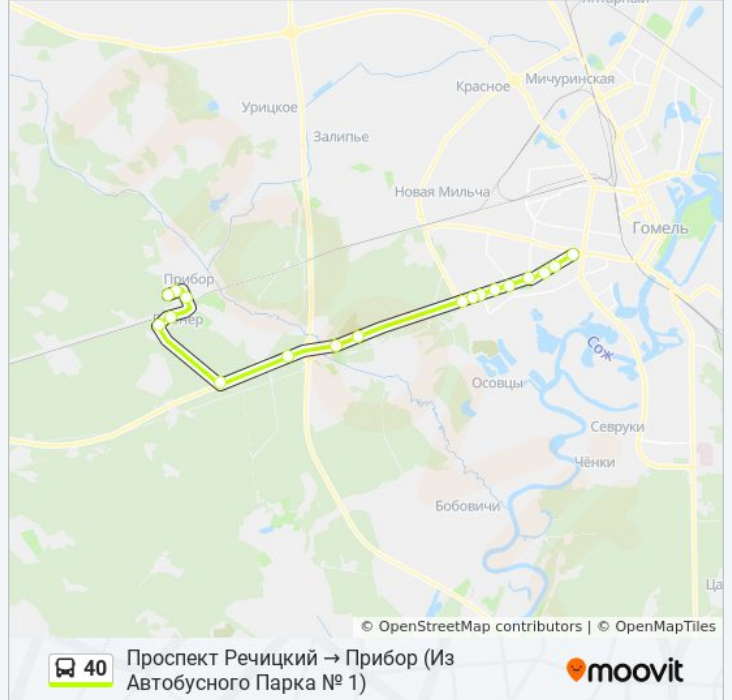 Красное
Мичуринская
Урицкое
Залипье
Новая Мильча
Гомель
Прибор
Сож
Осовцы
Севруки
Чёнки
Бобовичи
© OpenStreetMap contributors | © OpenMapTiles
40
Проспект Речицкий → Прибор (Из
Автобусного Парка № 1)
moovit